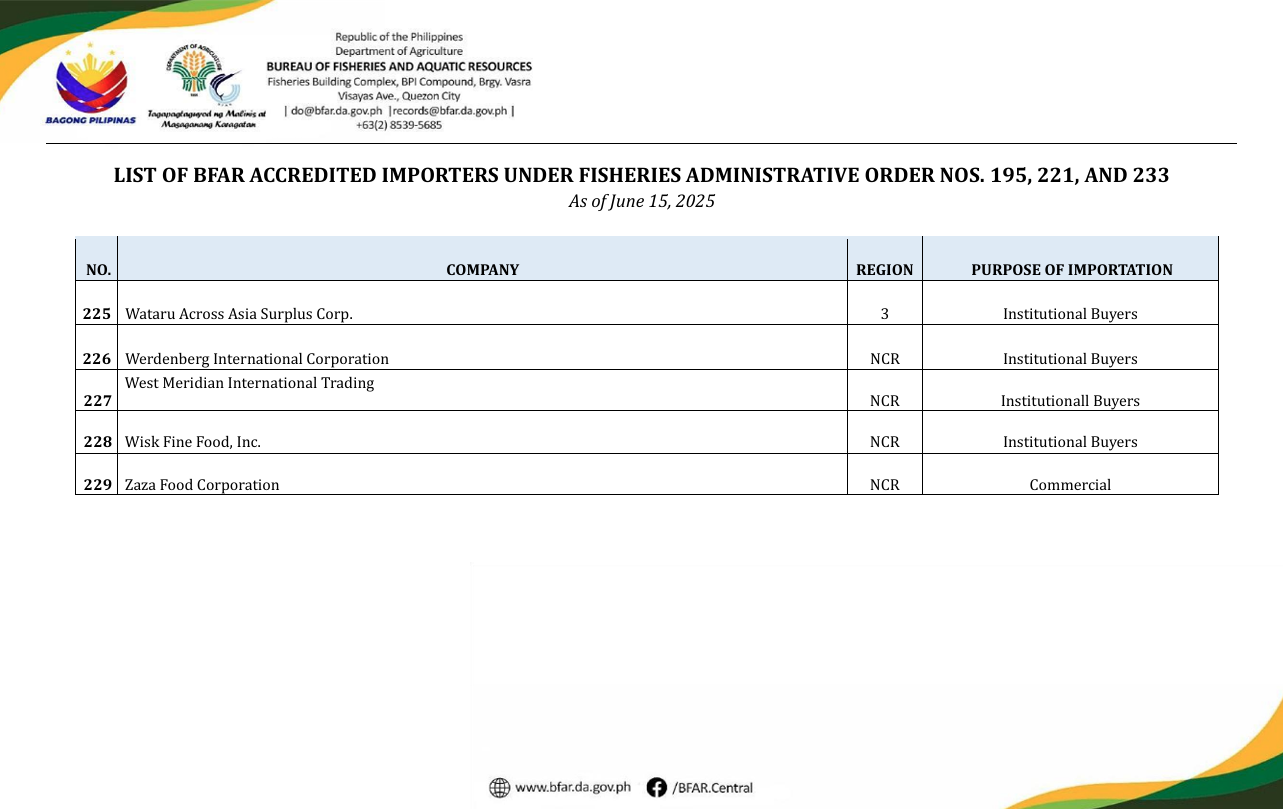 Republic of the Philippines
Department of Agriculture
BUREAU OF FISHERIES AND AQUATIC RESOURCES
Fisheries Building Complex, BPI Compound, Brgy. Vasra
Visayas Ave., Quezon City
| do@bfar.da.gov.ph |records@bfar.da.gov.ph |
+63(2) 8539-5685
BAGONG PILIPINAS
DEPARTMENT OF AGRICULTURE
Tagapagtaguyod ng Malinis at
Masaganang Karagatan
LIST OF BFAR ACCREDITED IMPORTERS UNDER FISHERIES ADMINISTRATIVE ORDER NOS. 195, 221, AND 233
As of June 15, 2025
NO. COMPANY REGION PURPOSE OF IMPORTATION
225 Wataru Across Asia Surplus Corp. 3 Institutional Buyers
226 Werdenberg International Corporation NCR Institutional Buyers
227 West Meridian International Trading NCR Institutionall Buyers
228 Wisk Fine Food, Inc. NCR Institutional Buyers
229 Zaza Food Corporation NCR Commercial
www.bfar.da.gov.ph /BFAR.Central